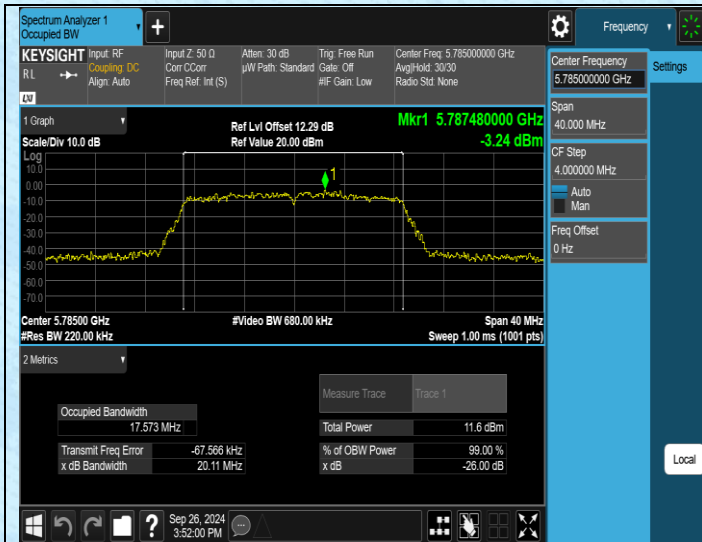 Spectrum Analyzer 1
Occupied BW
Frequency
KEYSIGHT
R L
LXI
Input: RF
Coupling: DC
Align: Auto
Input Z: 50 Ω
Corr CCorr
Freq Ref: Int (S)
Atten: 30 dB
µW Path: Standard
Trig: Free Run
Gate: Off
#IF Gain: Low
Center Freq: 5.785000000 GHz
Avg|Hold: 30/30
Radio Std: None
Center Frequency
5.785000000 GHz
Settings
Span
40.000 MHz
CF Step
4.000000 MHz
Auto
Man
Freq Offset
0 Hz
1 Graph
Scale/Div 10.0 dB
Ref Lvl Offset 12.29 dB
Ref Value 20.00 dBm
Mkr1 5.787480000 GHz
-3.24 dBm
Log
10.0
0.00
-10.0
-20.0
-30.0
-40.0
-50.0
-60.0
-70.0
1
Center 5.78500 GHz
#Res BW 220.00 kHz
#Video BW 680.00 kHz
Span 40 MHz
Sweep 1.00 ms (1001 pts)
2 Metrics
Measure Trace
Trace 1
Occupied Bandwidth
17.573 MHz
Total Power
11.6 dBm
Transmit Freq Error
-67.566 kHz
% of OBW Power
99.00 %
x dB Bandwidth
20.11 MHz
x dB
-26.00 dB
Local
?
Sep 26, 2024
3:52:00 PM